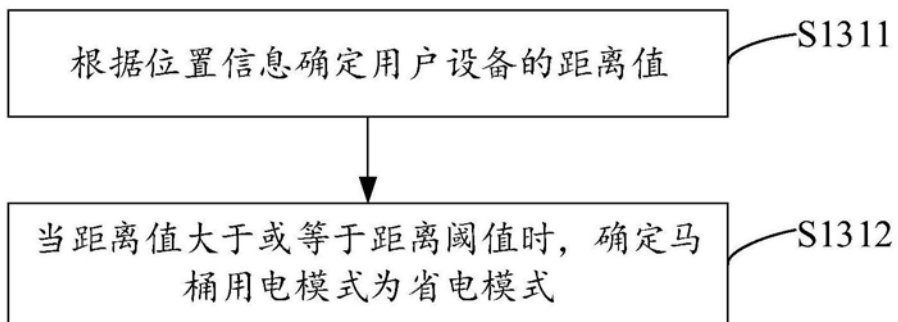 根据位置信息确定用户设备的距离值
S1311
当距离值大于或等于距离阈值时，确定马
桶用电模式为省电模式
S1312